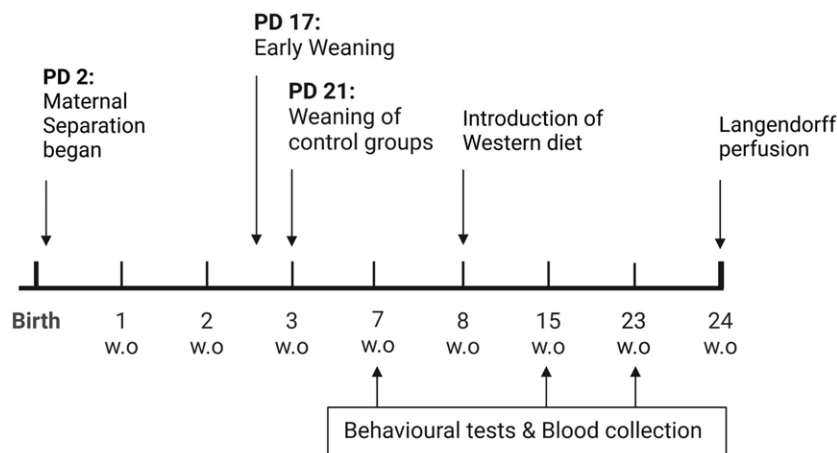 PD 17:
Early Weaning
PD 2:
Maternal
Separation
began
PD 21:
Weaning of
control groups
Introduction of
Western diet
Langendorff
perfusion
Birth
1
w.o
2
w.o
3
w.o
7
w.o
8
w.o
15
w.o
23
w.o
24
w.o
Behavioural tests & Blood collection